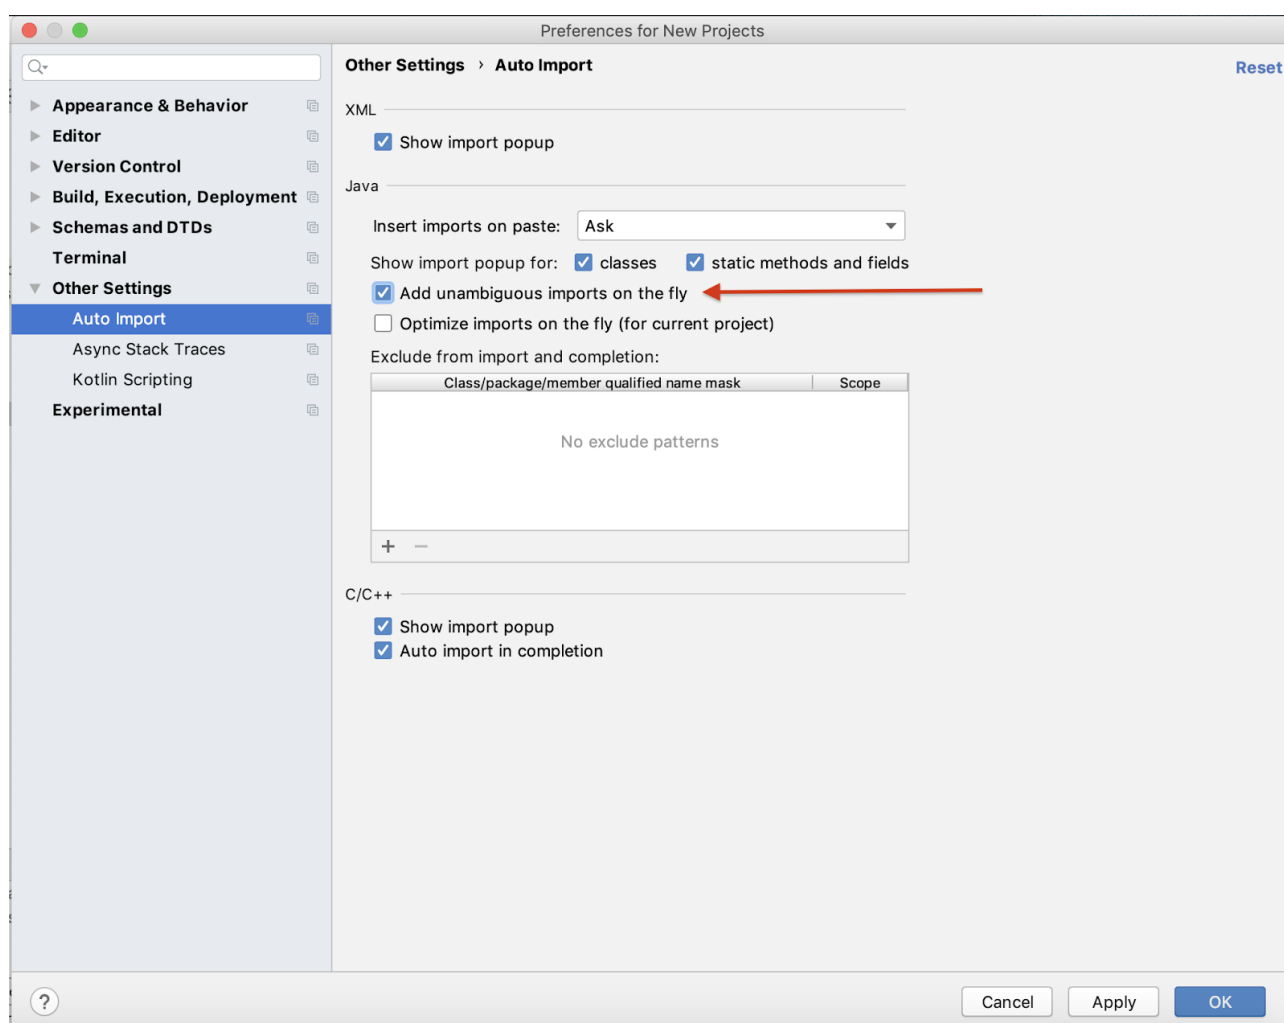 Preferences for New Projects
Other Settings › Auto Import
Reset
Appearance & Behavior
Editor
Version Control
Build, Execution, Deployment
Schemas and DTDs
Terminal
Other Settings
Auto Import
Async Stack Traces
Kotlin Scripting
Experimental
XML
Show import popup
Java
Insert imports on paste: Ask
Show import popup for: classes static methods and fields
Add unambiguous imports on the fly
Optimize imports on the fly (for current project)
Exclude from import and completion:
Class/package/member qualified name mask Scope
No exclude patterns
+ −
C/C++
Show import popup
Auto import in completion
? Cancel Apply OK